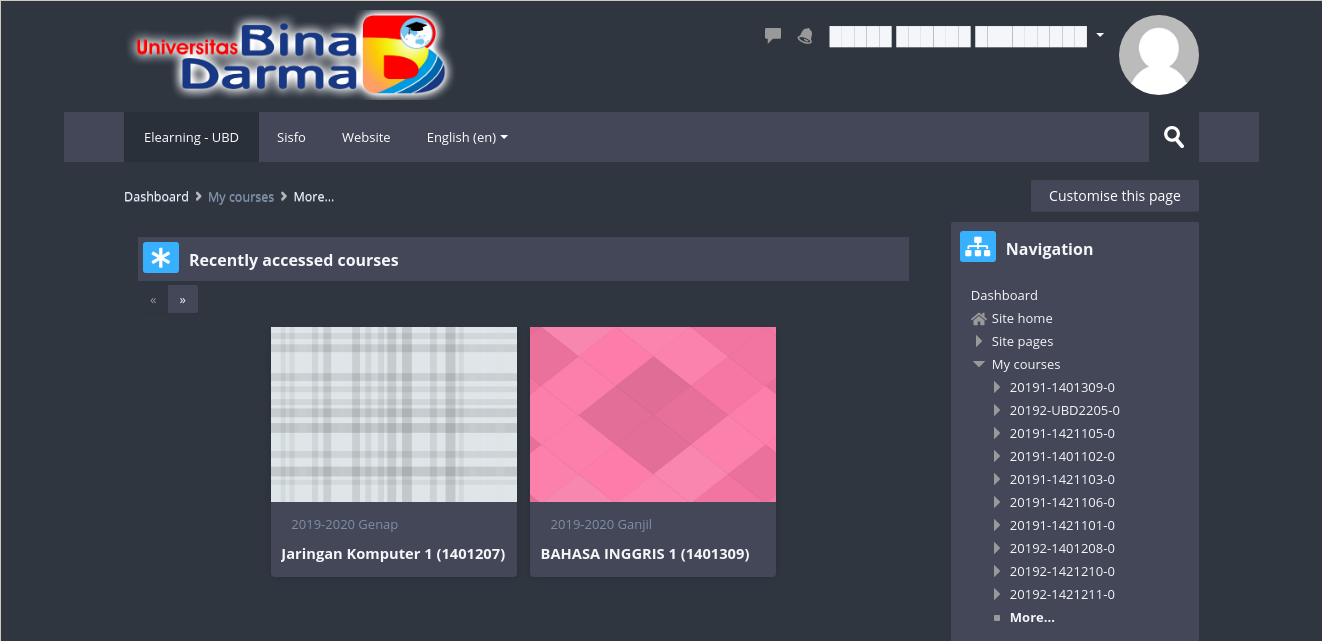 Universitas Bina
Darma
Elearning - UBD
Sisfo
Website
English (en)
Dashboard
My courses
More...
Customise this page
Recently accessed courses
«
»
2019-2020 Genap
Jaringan Komputer 1 (1401207)
2019-2020 Ganjil
BAHASA INGGRIS 1 (1401309)
Navigation
Dashboard
Site home
Site pages
My courses
20191-1401309-0
20192-UBD2205-0
20191-1421105-0
20191-1401102-0
20191-1421103-0
20191-1421106-0
20191-1421101-0
20192-1401208-0
20192-1421210-0
20192-1421211-0
More...